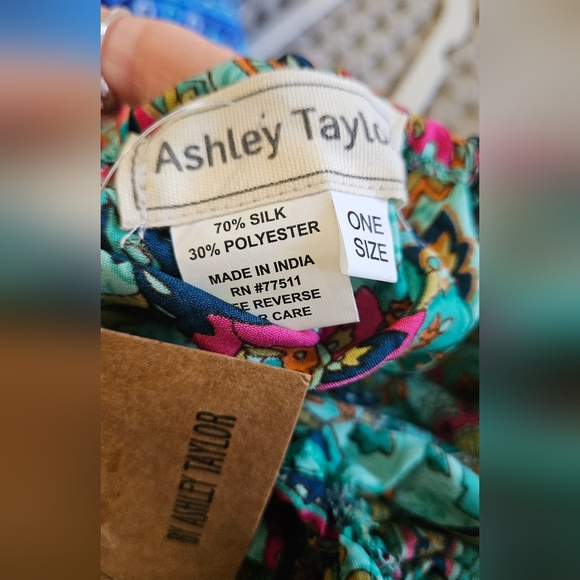 Ashley Taylo
70% SILK
30% POLYESTER
MADE IN INDIA
RN #77511
E REVERSE
CARE
ONE
SIZE
BY ASHLEY TAYLOR